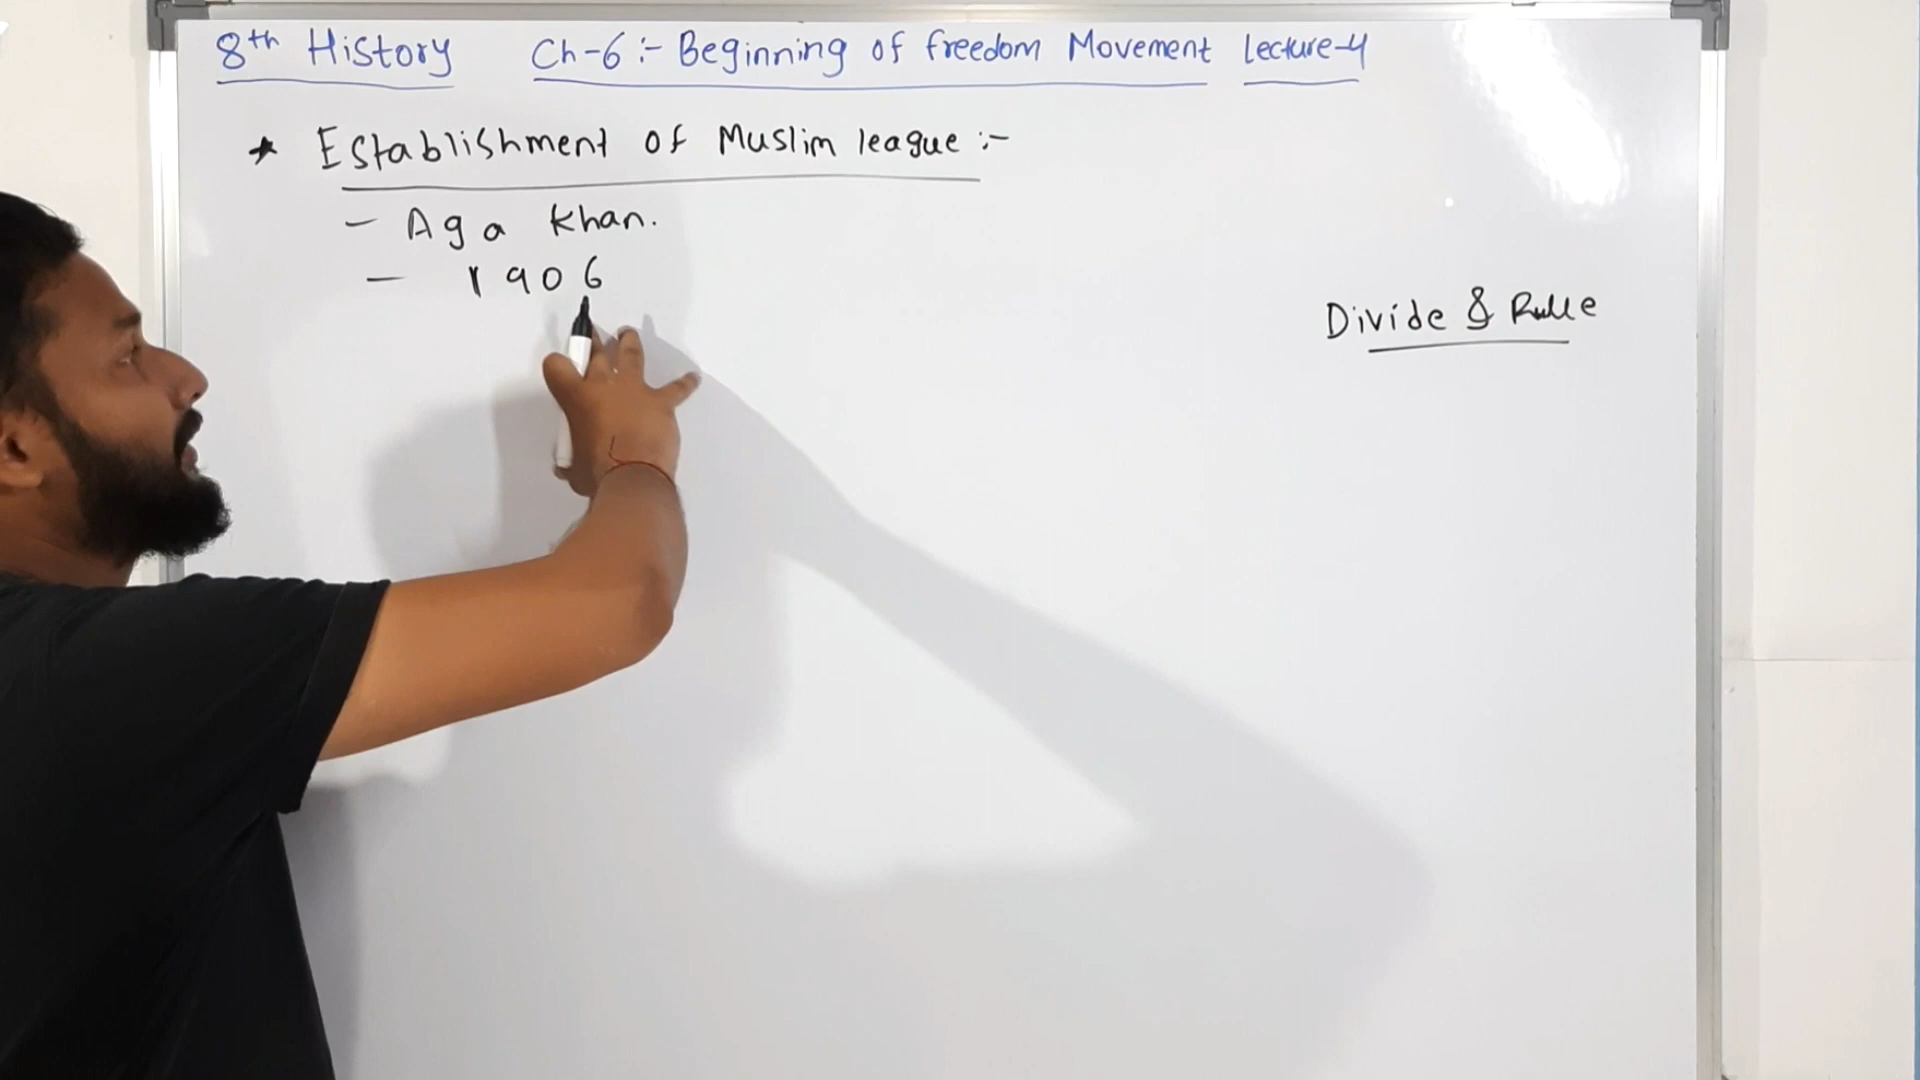 8th History Ch-6:- Beginning of freedom Movement Lecture-4
* Establishment of Muslim league :-
- Aga Khan.
- 1906
Divide & Rule